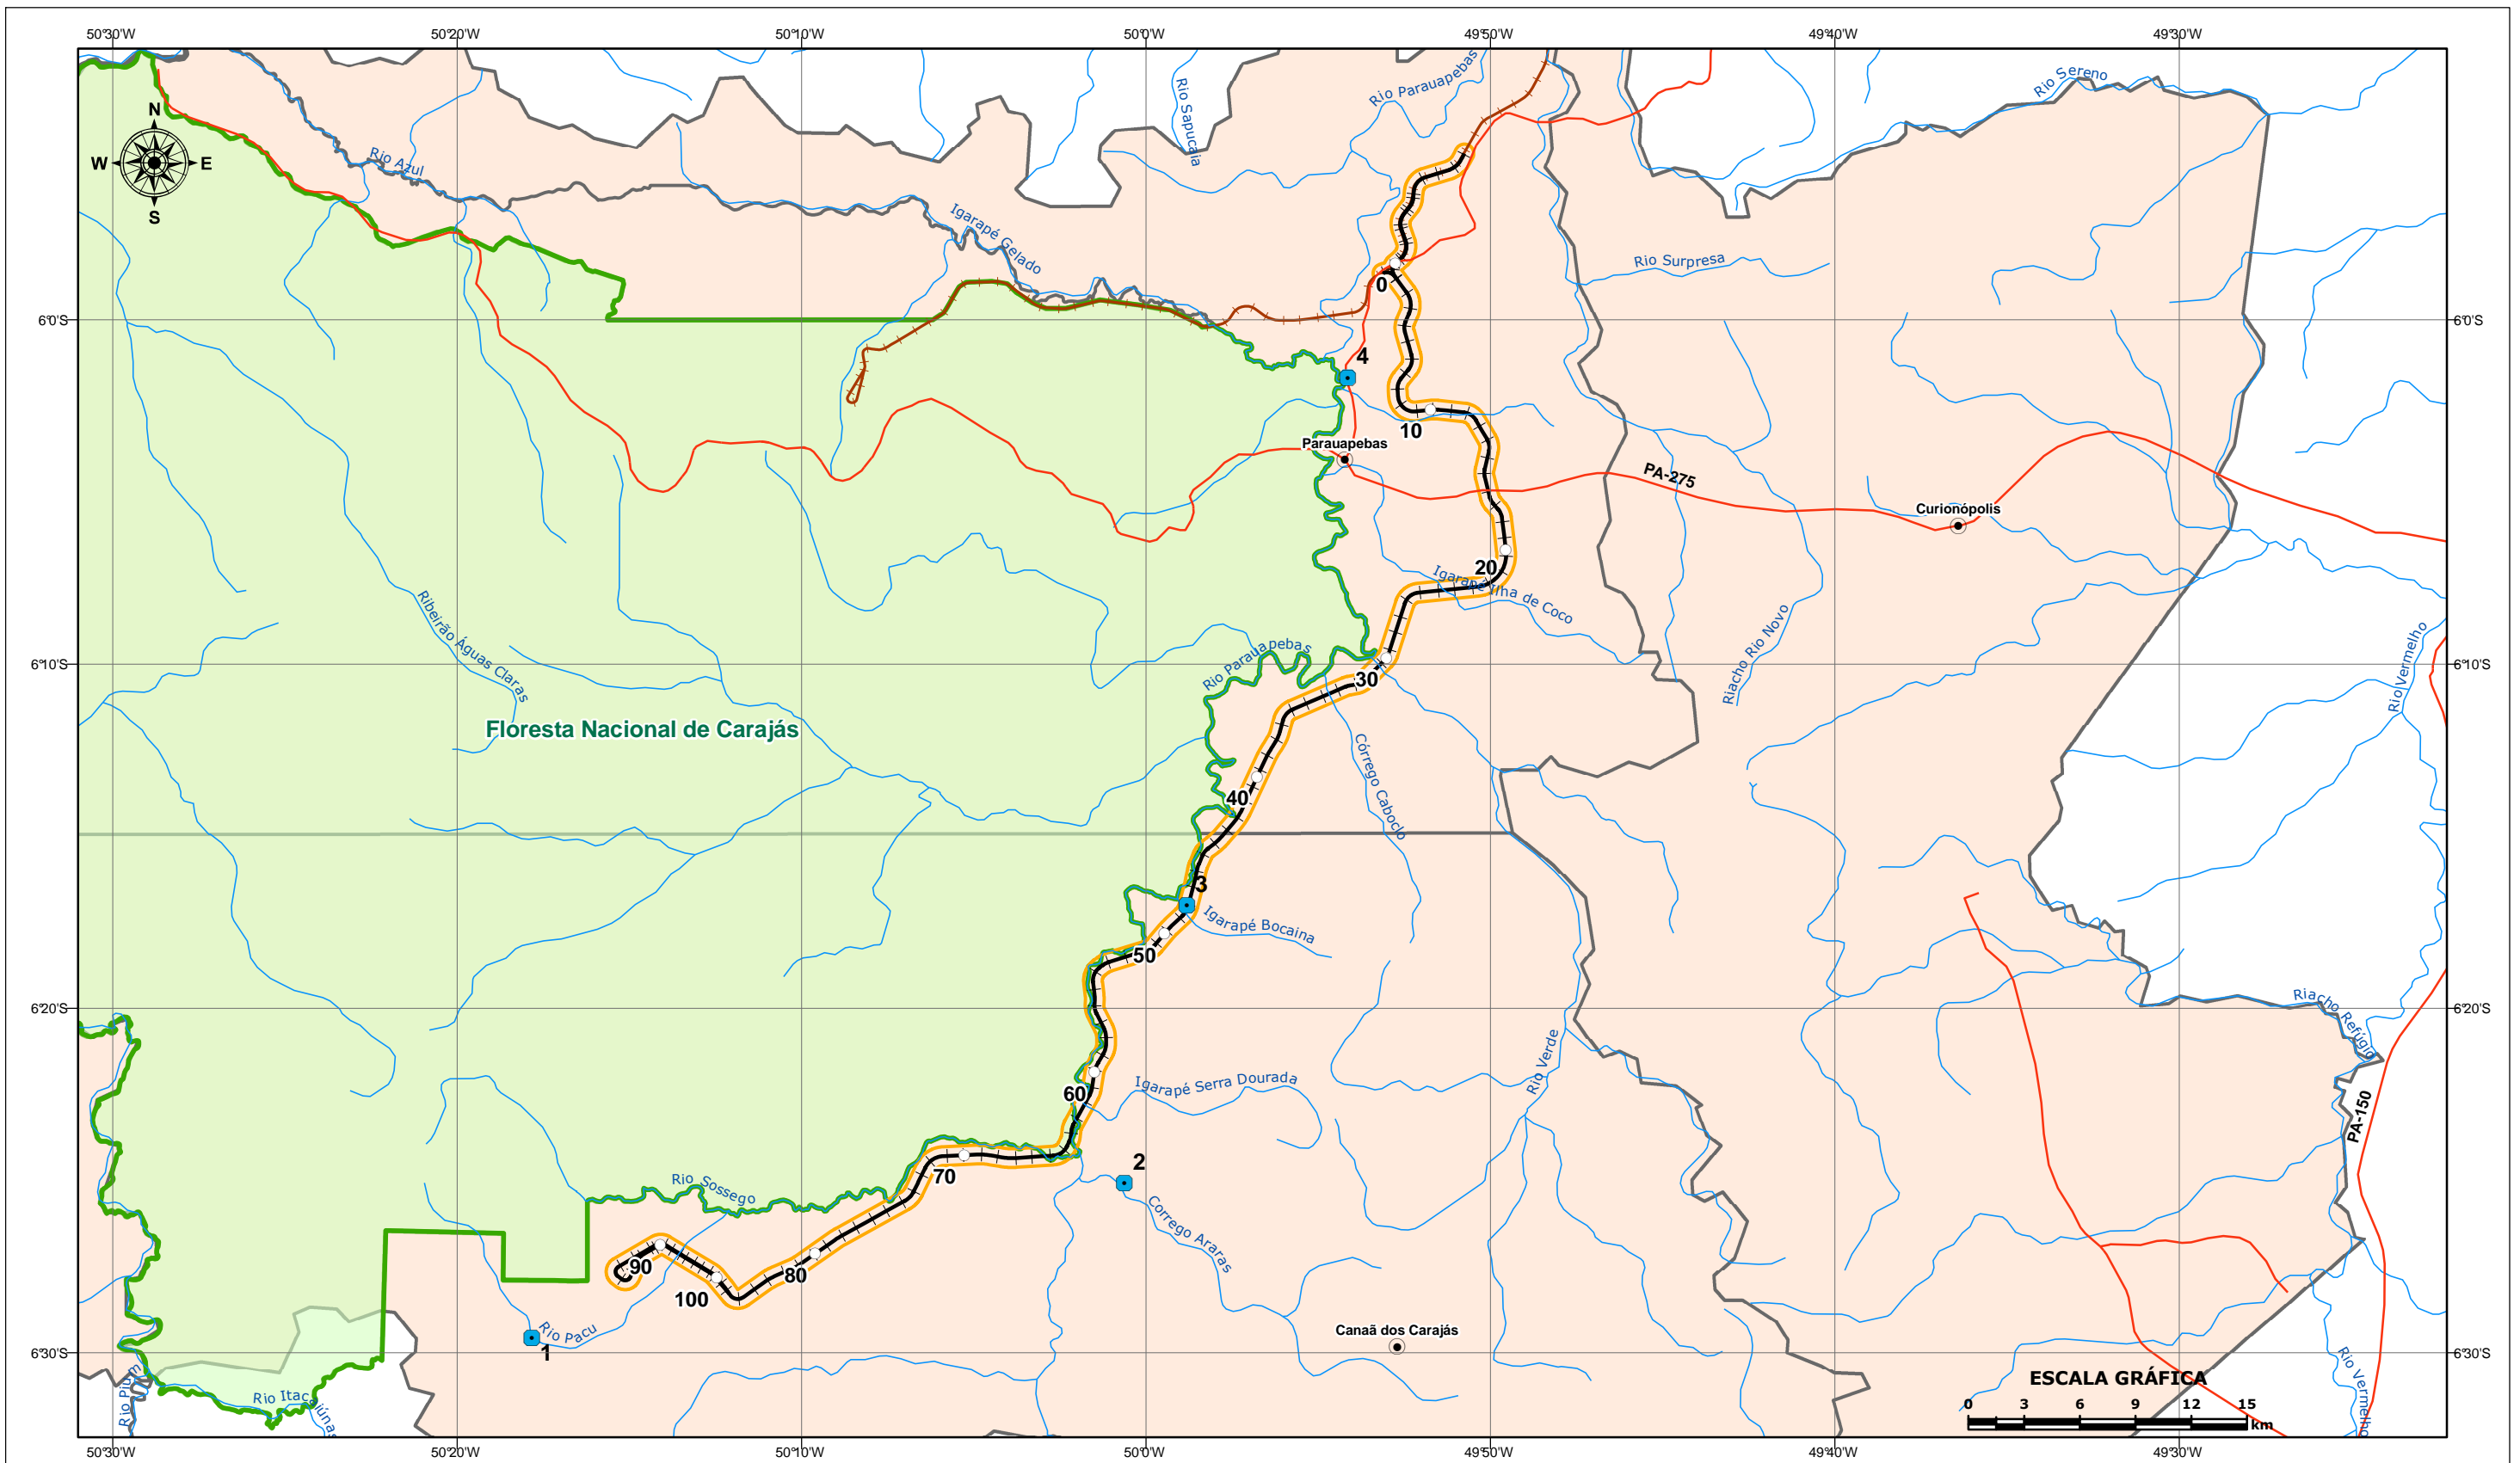 50°30'W 50°20'W 50°10'W 50°0'W 49°50'W 49°40'W 49°30'W
N
W E
S
Rio Azul
Igarapé Gelado
Rio Sapucaia
Rio Parauapebas
Rio Sereno
Rio Surpresa
0
6°0'S 6°0'S
4
10
Parauapebas
PA-275
Curionópolis
20
Igarapé Ilha de Coco
Ribeirão Águas Claras
Riacho Rio Novo
Rio Vermelho
Rio Parauapebas
6°10'S 6°10'S
30
Floresta Nacional de Carajás
Córrego Caboclo
40
3
Igarapé Bocaina
50
Riacho Refúgio
6°20'S 6°20'S
Rio Verde
Igarapé Serra Dourada
60
PA-150
2
70
Rio Sossego
Corrego Araras
90
80
100
Rio Pacu
1
Canaã dos Carajás
6°30'S 6°30'S
Rio Pium
Rio Itacaiúnas
Rio Vermelho
ESCALA GRÁFICA
0 3 6 9 12 15
km
50°30'W 50°20'W 50°10'W 50°0'W 49°50'W 49°40'W 49°30'W